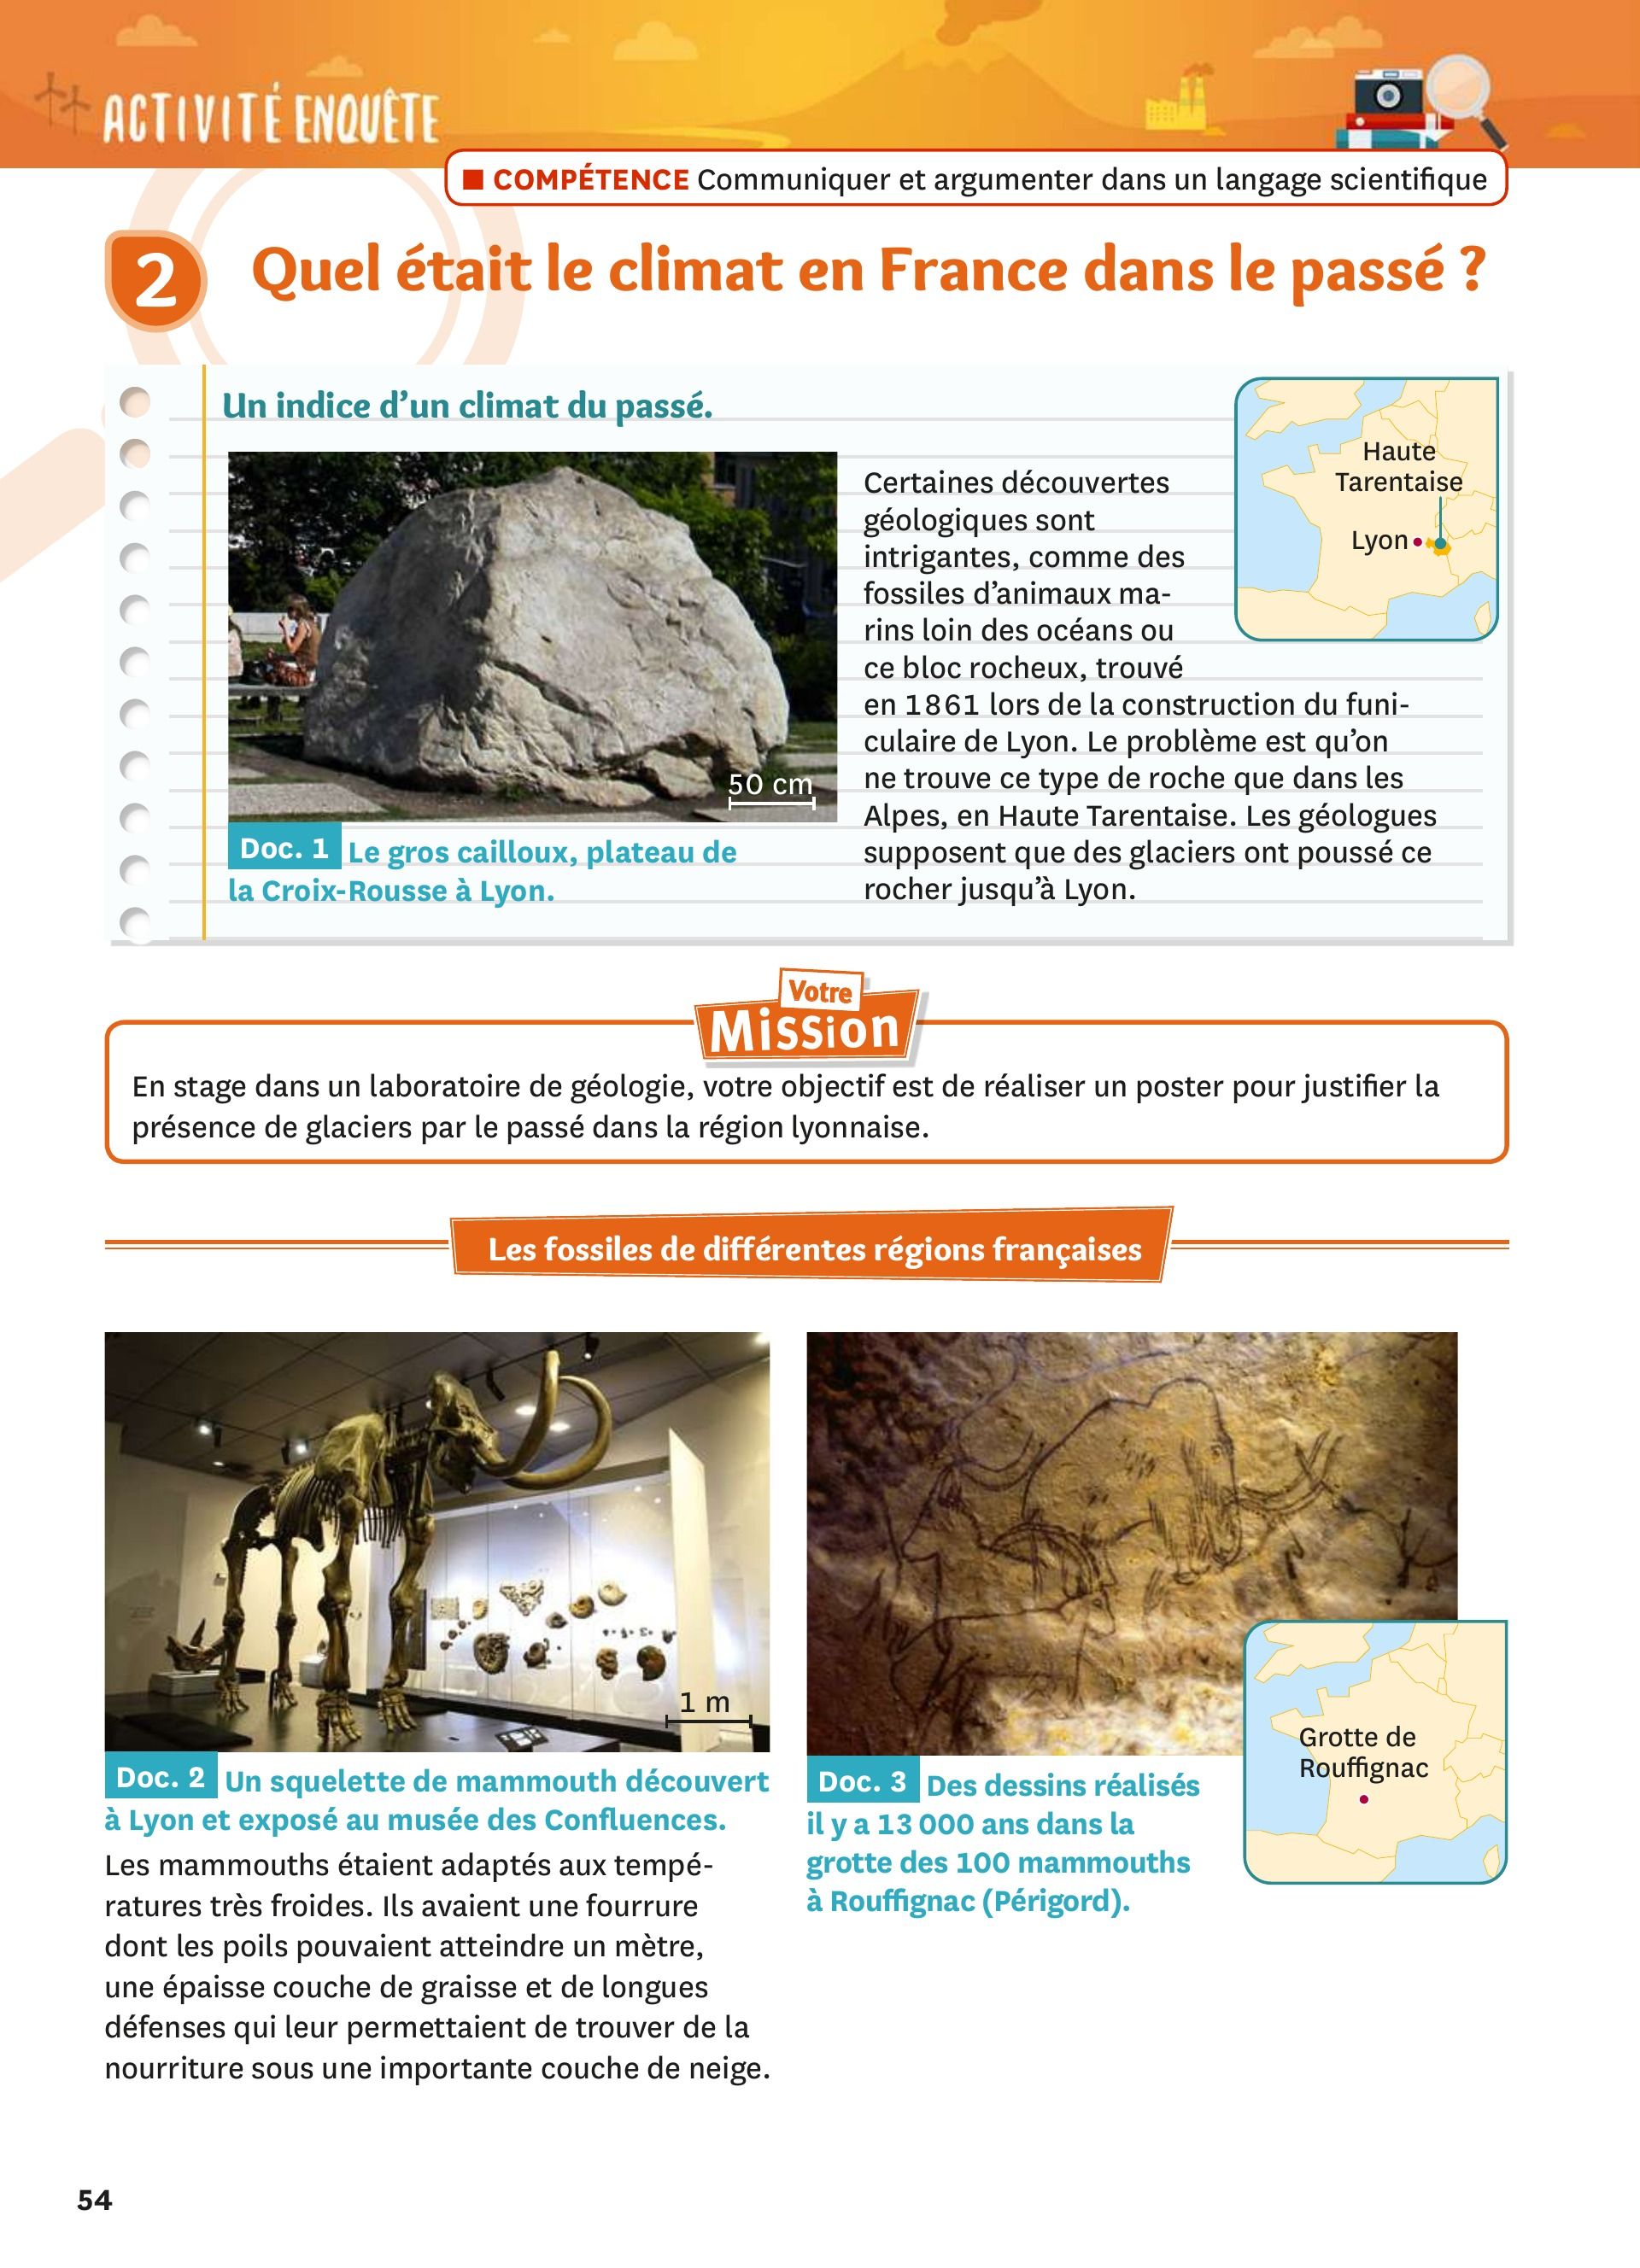 ACTIVITÉ ENQUÊTE
■ COMPÉTENCE Communiquer et argumenter dans un langage scientifique
2 Quel était le climat en France dans le passé ?
Un indice d'un climat du passé.
50 cm
Doc. 1 Le gros cailloux, plateau de
la Croix-Rousse à Lyon.
Certaines découvertes
géologiques sont
intrigantes, comme des
fossiles d'animaux ma-
rins loin des océans ou
ce bloc rocheux, trouvé
en 1861 lors de la construction du funi-
culaire de Lyon. Le problème est qu'on
ne trouve ce type de roche que dans les
Alpes, en Haute Tarentaise. Les géologues
supposent que des glaciers ont poussé ce
rocher jusqu'à Lyon.
Haute
Tarentaise
Lyon
Votre
Mission
En stage dans un laboratoire de géologie, votre objectif est de réaliser un poster pour justifier la
présence de glaciers par le passé dans la région lyonnaise.
Les fossiles de différentes régions françaises
1 m
Doc. 2 Un squelette de mammouth découvert
à Lyon et exposé au musée des Confluences.
Les mammouths étaient adaptés aux tempé-
ratures très froides. Ils avaient une fourrure
dont les poils pouvaient atteindre un mètre,
une épaisse couche de graisse et de longues
défenses qui leur permettaient de trouver de la
nourriture sous une importante couche de neige.
Doc. 3 Des dessins réalisés
il y a 13 000 ans dans la
grotte des 100 mammouths
à Rouffignac (Périgord).
Grotte de
Rouffignac
54